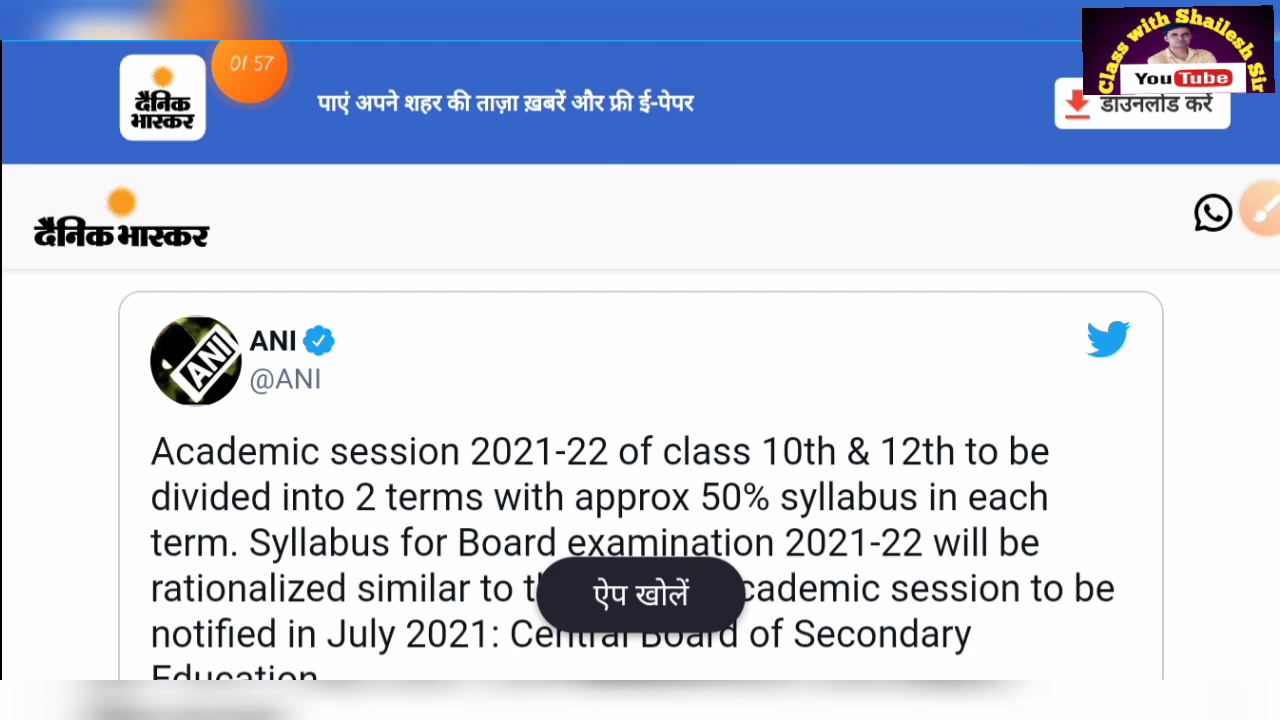 Class with Shailesh Sir
YouTube
01 57
दैनिक
भास्कर
पाएं अपने शहर की ताज़ा ख़बरें और फ्री ई-पेपर
डाउनलोड करें
दैनिक भास्कर
ANI
ANI
@ANI
Academic session 2021-22 of class 10th & 12th to be
divided into 2 terms with approx 50% syllabus in each
term. Syllabus for Board examination 2021-22 will be
rationalized similar to academic session to be
ऐप खोलें
notified in July 2021: Central Board of Secondary
Education